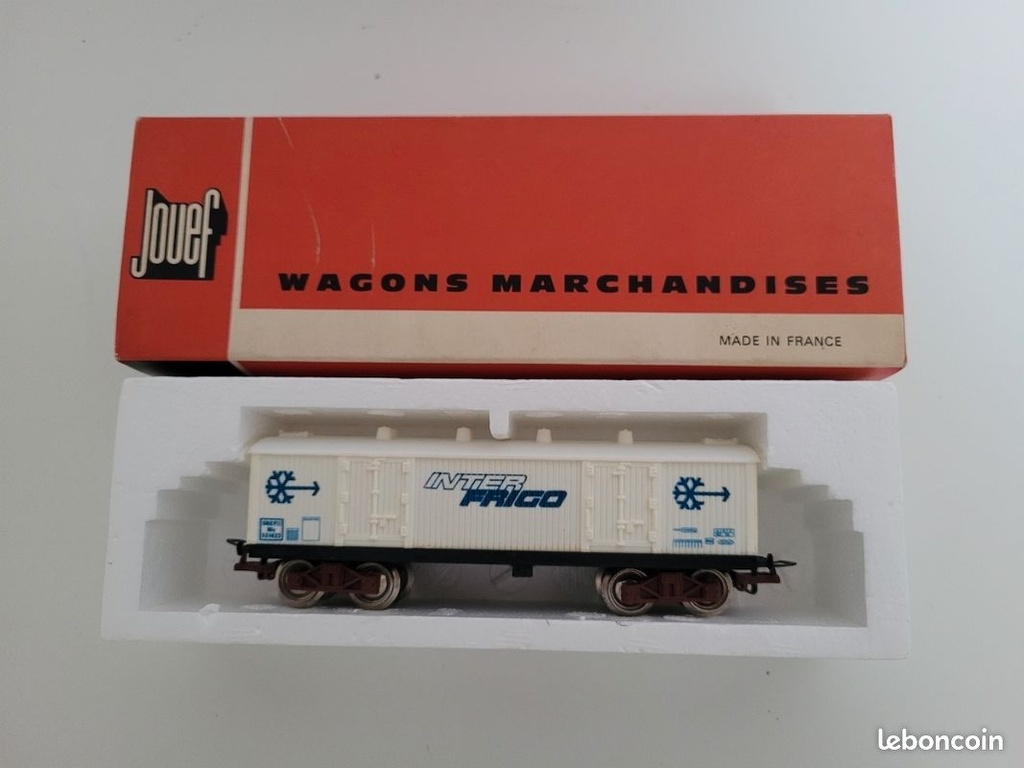 Jouef
WAGONS MARCHANDISES
MADE IN FRANCE
INTER
FRIGO
leboncoin